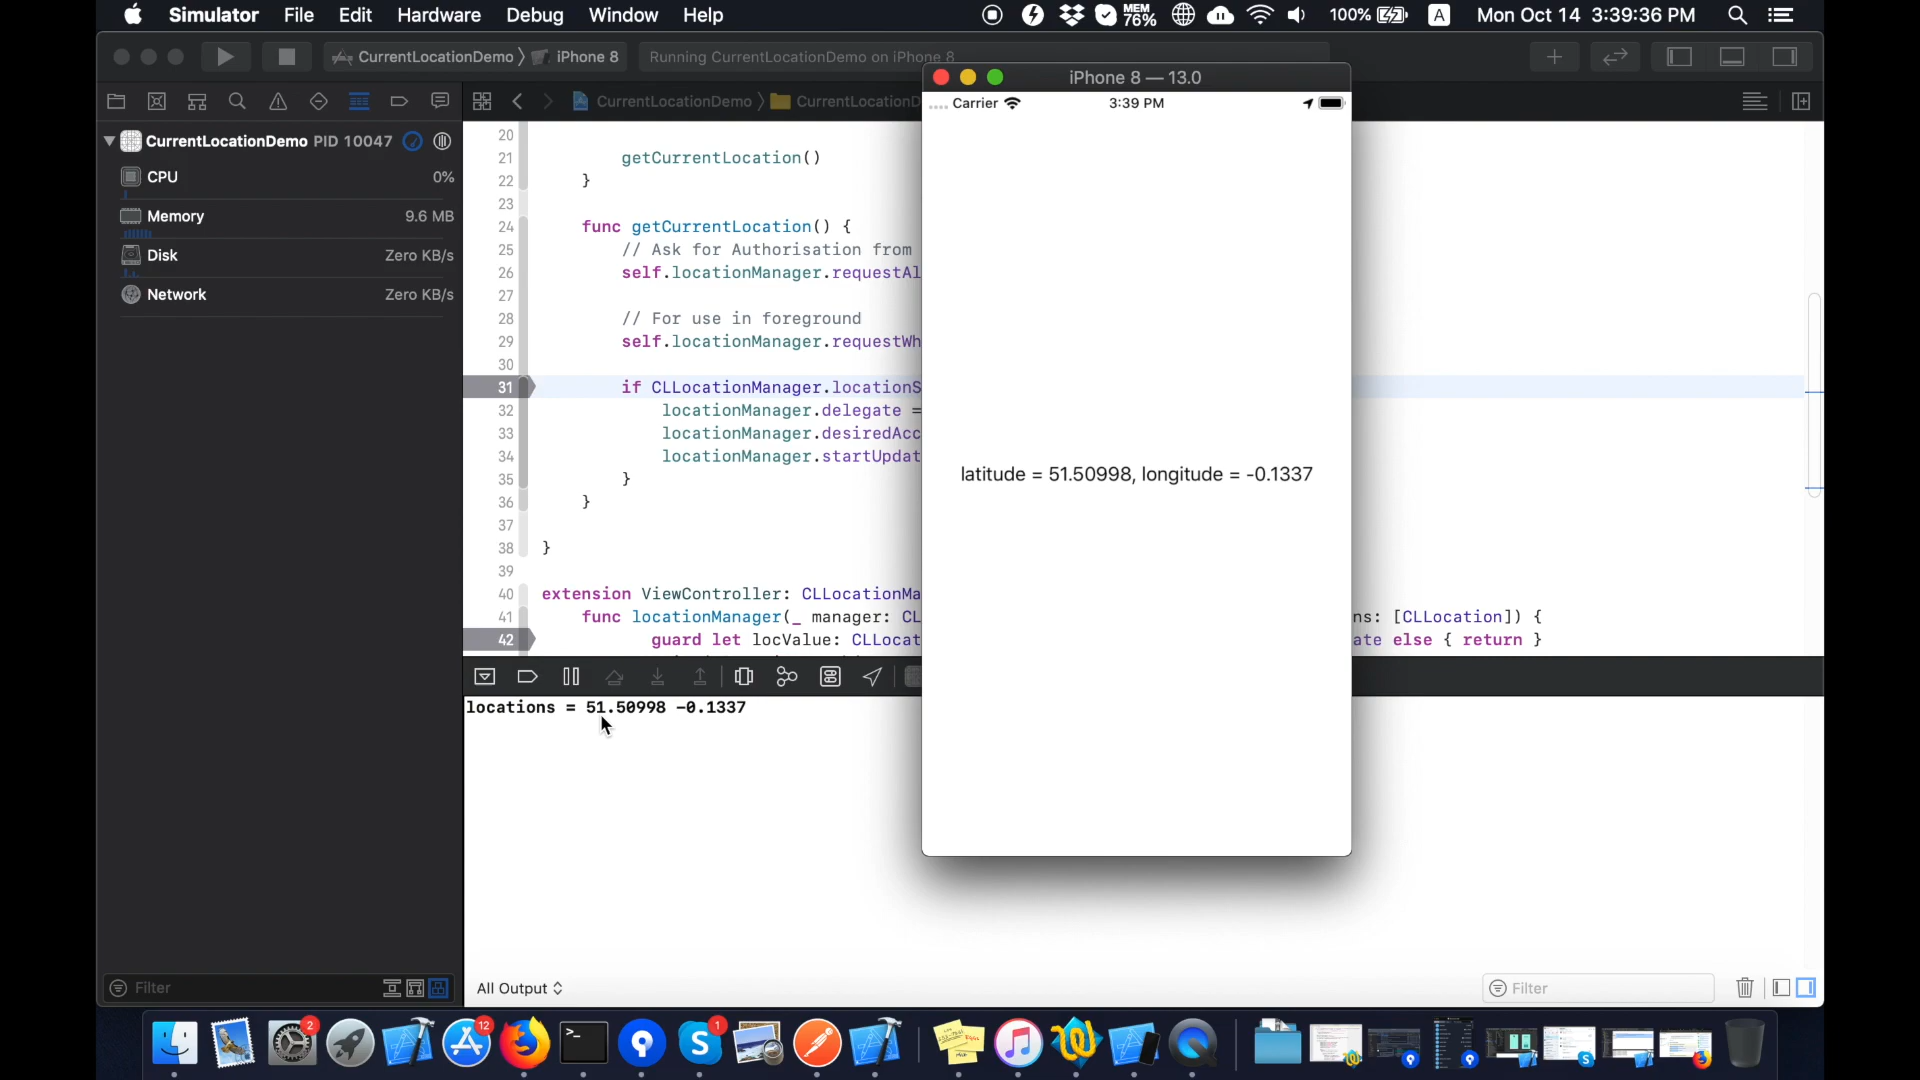 Simulator File Edit Hardware Debug Window Help MEM 76% 100% A Mon Oct 14 3:39:36 PM
CurrentLocationDemo iPhone 8 Running CurrentLocationDemo on iPhone 8
iPhone 8 — 13.0
CurrentLocationDemo CurrentLocationD
Carrier 3:39 PM
CurrentLocationDemo PID 10047
CPU 0%
Memory 9.6 MB
Disk Zero KB/s
Network Zero KB/s
20
21 getCurrentLocation()
22 }
23
24 func getCurrentLocation() {
25 // Ask for Authorisation from
26 self.locationManager.requestAl
27
28 // For use in foreground
29 self.locationManager.requestWh
30
31 if CLLocationManager.locationS
32 locationManager.delegate =
33 locationManager.desiredAcc
34 locationManager.startUpdat
35 }
36 }
37
38 }
39
40 extension ViewController: CLLocationMa
41 func locationManager(_ manager: CL ns: [CLLocation]) {
42 guard let locValue: CLLocat ate else { return }
latitude = 51.50998, longitude = -0.1337
locations = 51.50998 -0.1337
Filter All Output Filter
2 12 1